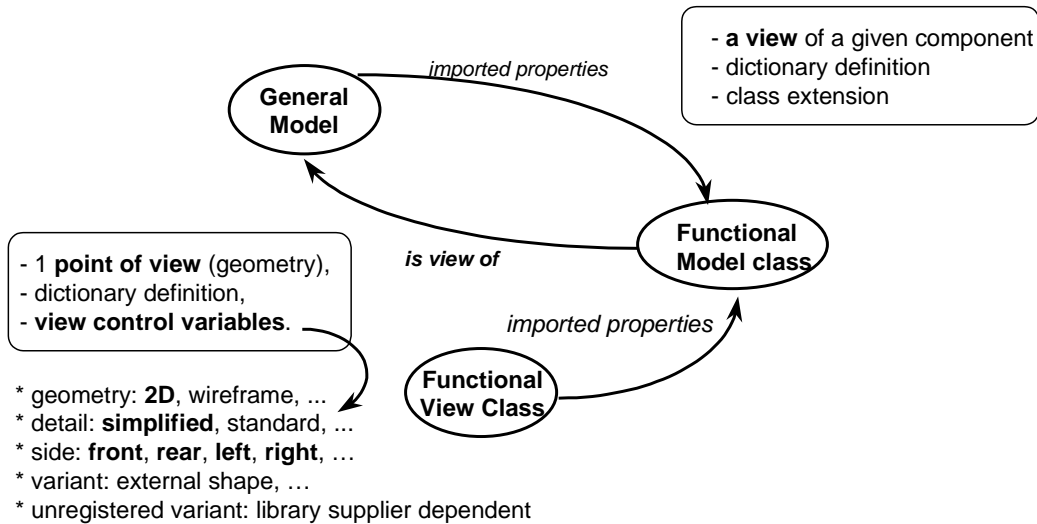 - a view of a given component
- dictionary definition
- class extension
imported properties
General
Model
Functional
Model class
is view of
- 1 point of view (geometry),
- dictionary definition,
- view control variables.
imported properties
Functional
View Class
* geometry: 2D, wireframe, ...
* detail: simplified, standard, ...
* side: front, rear, left, right, …
* variant: external shape, …
* unregistered variant: library supplier dependent